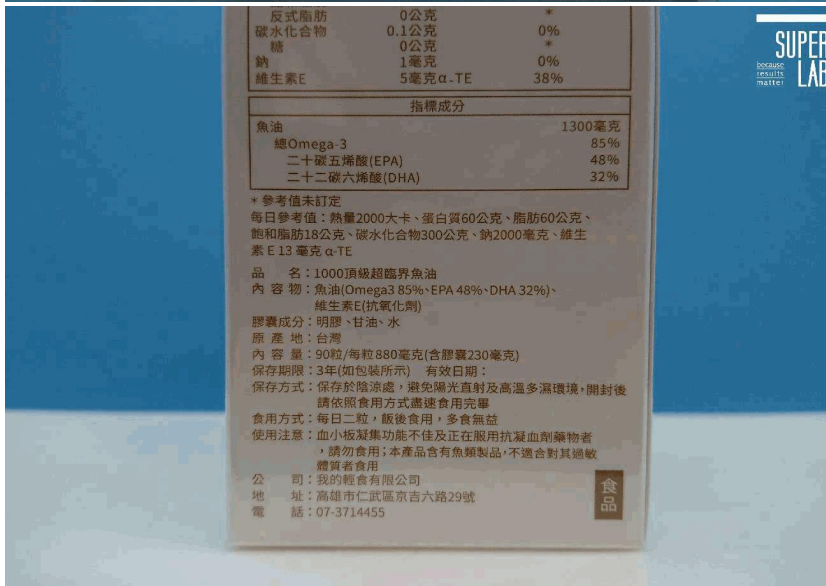 反式脂肪 0公克 *
碳水化合物 0.1公克 0%
糖 0公克 *
鈉 1毫克 0%
維生素E 5毫克α-TE 38%
指標成分
魚油 1300毫克
總Omega-3 85%
二十碳五烯酸(EPA) 48%
二十二碳六烯酸(DHA) 32%
*參考值未訂定
每日參考值：熱量2000大卡、蛋白質60公克、脂肪60公克、
飽和脂肪18公克、碳水化合物300公克、鈉2000毫克、維生
素 E 13 毫克 α-TE
品 名：1000頂級超臨界魚油
內 容 物：魚油(Omega3 85%、EPA 48%、DHA 32%)、
維生素E(抗氧化劑)
膠囊成分：明膠、甘油、水
原 產 地：台灣
內 容 量：90粒/每粒880毫克(含膠囊230毫克)
保存期限：3年(如包裝所示) 有效日期：
保存方式：保存於陰涼處，避免陽光直射及高溫多濕環境，開封後
請依照食用方式盡速食用完畢
食用方式：每日二粒，飯後食用，多食無益
使用注意：血小板凝集功能不佳及正在服用抗凝血劑藥物者
，請勿食用；本產品含有魚類製品，不適合對其過敏
體質者食用
公 司：我的輕食有限公司
地 址：高雄市仁武區京吉六路29號
電 話：07-3714455
食品
SUPER
LAB
because
results
matter